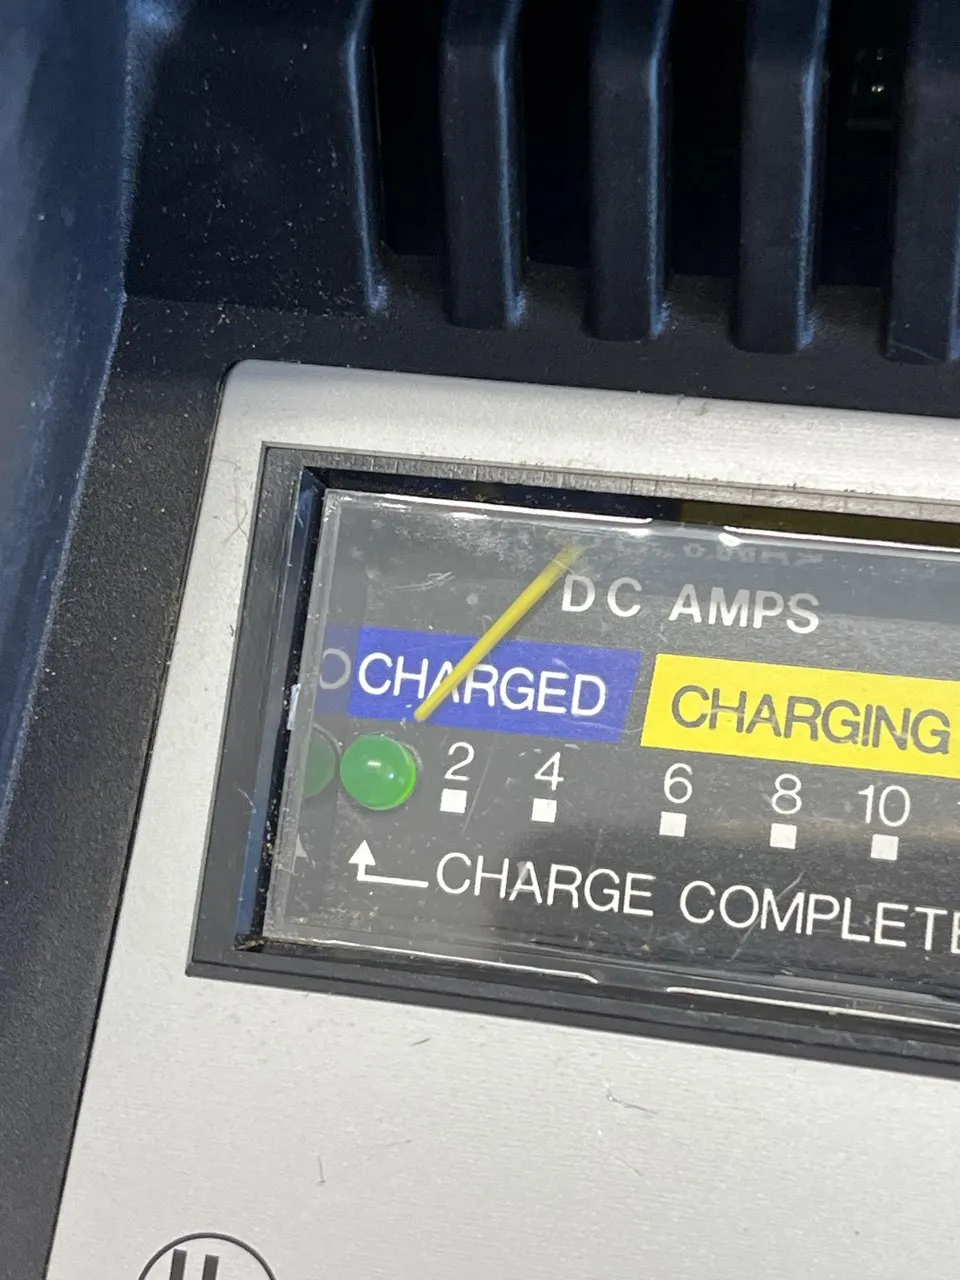 DC AMPS
CHARGED CHARGING
2 4 6 8 10
CHARGE COMPLETE